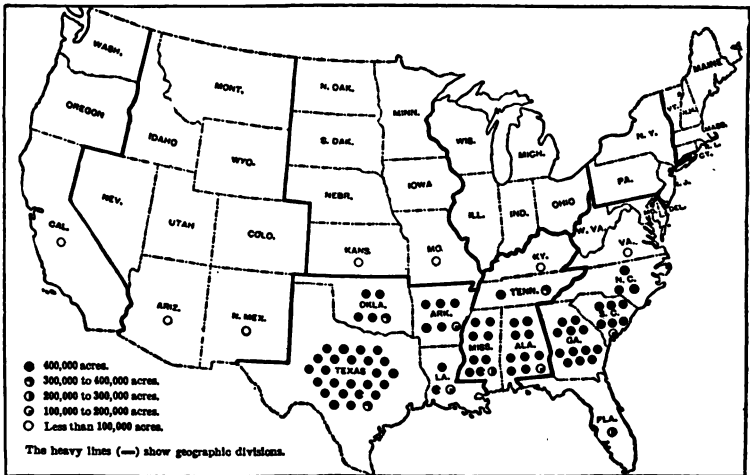 WASH.
MONT.
N. DAK.
MINN.
MAINE
OREGON
IDAHO
S. DAK.
WIS.
MICH.
N. Y.
VT.
N.H.
MASS.
R. I.
CT.
WYO.
NEBR.
IOWA
PA.
N.J.
NEV.
UTAH
COLO.
ILL.
IND.
OHIO
DEL.
W. VA.
CAL.
KANS.
MO.
KY.
VA.
ARIZ.
N. MEX.
OKLA.
ARK.
TENN.
N. C.
S. C.
TEXAS
LA.
MISS.
ALA.
GA.
FLA.
400,000 acres.
300,000 to 400,000 acres.
200,000 to 300,000 acres.
100,000 to 200,000 acres.
Less than 100,000 acres.
The heavy lines (—) show geographic divisions.